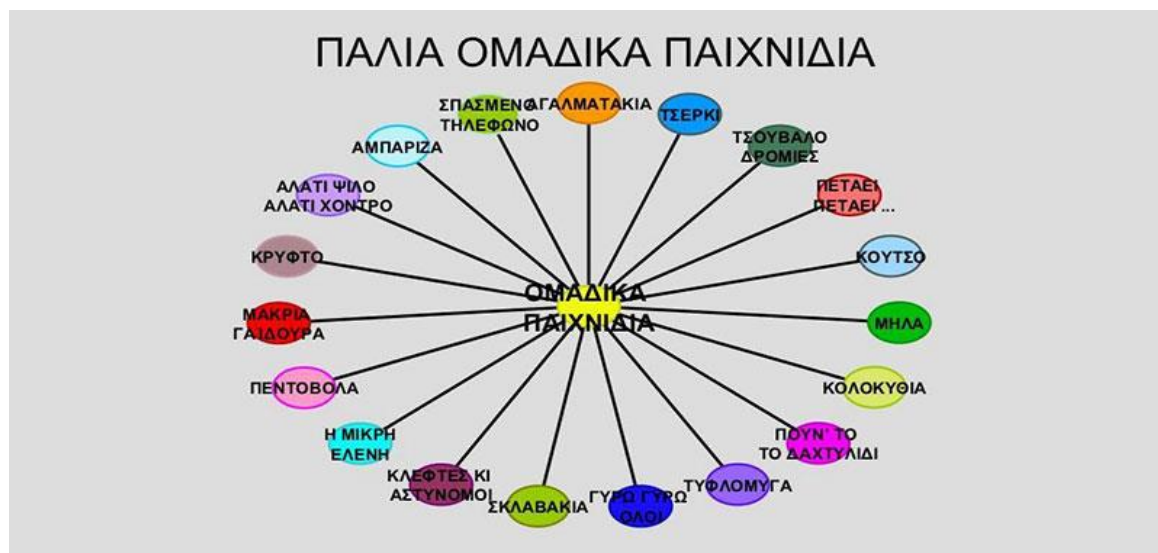 ΠΑΛΙΑ ΟΜΑΔΙΚΑ ΠΑΙΧΝΙΔΙΑ
ΑΓΑΛΜΑΤΑΚΙΑ
ΤΣΕΡΚΙ
ΤΣΟΥΒΑΛΟ
ΔΡΟΜΙΕΣ
ΠΕΤΑΕΙ
ΠΕΤΑΕΙ ...
ΚΟΥΤΣΟ
ΜΗΛΑ
ΚΟΛΟΚΥΘΙΑ
ΠΟΥΝ' ΤΟ
ΤΟ ΔΑΧΤΥΛΙΔΙ
ΤΥΦΛΟΜΥΓΑ
ΓΥΡΩ ΓΥΡΩ
ΟΛΟΙ
ΣΚΛΑΒΑΚΙΑ
ΚΛΕΦΤΕΣ ΚΙ
ΑΣΤΥΝΟΜΟΙ
Η ΜΙΚΡΗ
ΕΛΕΝΗ
ΠΕΝΤΟΒΟΛΑ
ΜΑΚΡΙΑ
ΓΑΪΔΟΥΡΑ
ΚΡΥΦΤΟ
ΑΛΑΤΙ ΨΙΛΟ
ΑΛΑΤΙ ΧΟΝΤΡΟ
ΑΜΠΑΡΙΖΑ
ΣΠΑΣΜΕΝΟ
ΤΗΛΕΦΩΝΟ
ΟΜΑΔΙΚΑ
ΠΑΙΧΝΙΔΙΑ